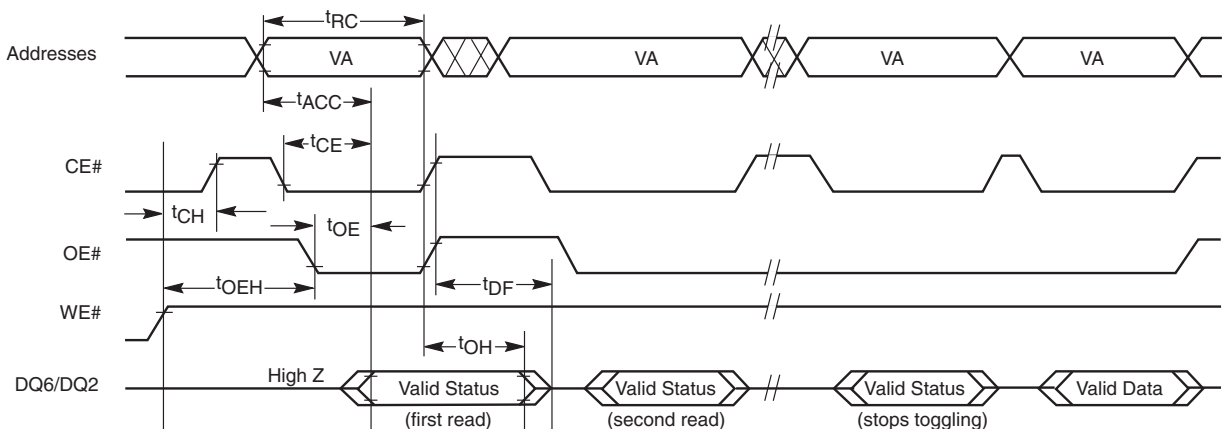 tRC
Addresses VA VA VA VA
tACC
tCE
CE#
tCH tOE
OE#
tOEH tDF
WE#
tOH
DQ6/DQ2 High Z Valid Status Valid Status Valid Status Valid Data
(first read) (second read) (stops toggling)